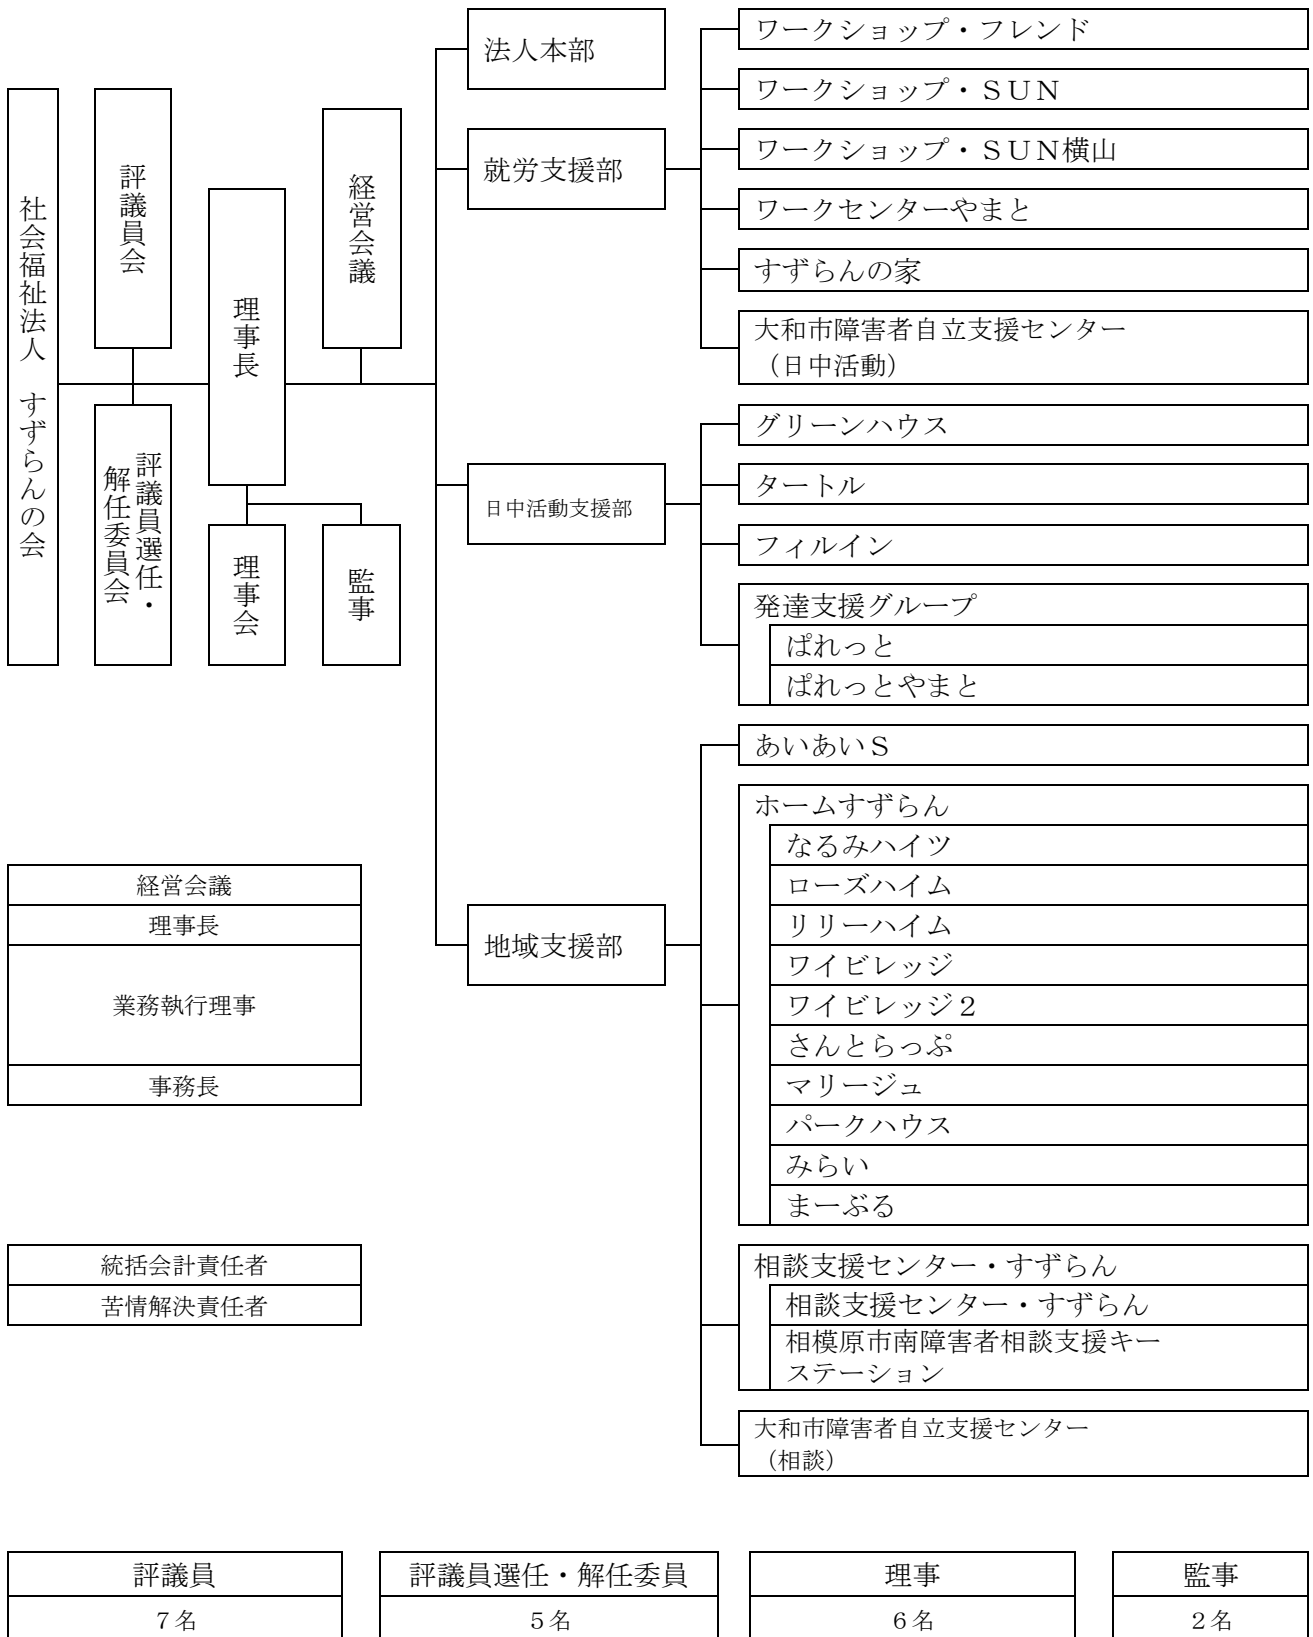 社会福祉法人　すずらんの会
評議員会
評議員選任・
解任委員会
理事長
理事会
監事
経営会議
法人本部
就労支援部
ワークショップ・フレンド
ワークショップ・ＳＵＮ
ワークショップ・ＳＵＮ横山
ワークセンターやまと
すずらんの家
大和市障害者自立支援センター
（日中活動）
日中活動支援部
グリーンハウス
タートル
フィルイン
発達支援グループ
ぱれっと
ぱれっとやまと
地域支援部
あいあいＳ
ホームすずらん
なるみハイツ
ローズハイム
リリーハイム
ワイビレッジ
ワイビレッジ２
さんとらっぷ
マリージュ
パークハウス
みらい
まーぶる
相談支援センター・すずらん
相談支援センター・すずらん
相模原市南障害者相談支援キー
ステーション
大和市障害者自立支援センター
（相談）
経営会議
理事長
業務執行理事
事務長
統括会計責任者
苦情解決責任者
評議員
７名
評議員選任・解任委員
５名
理事
６名
監事
２名